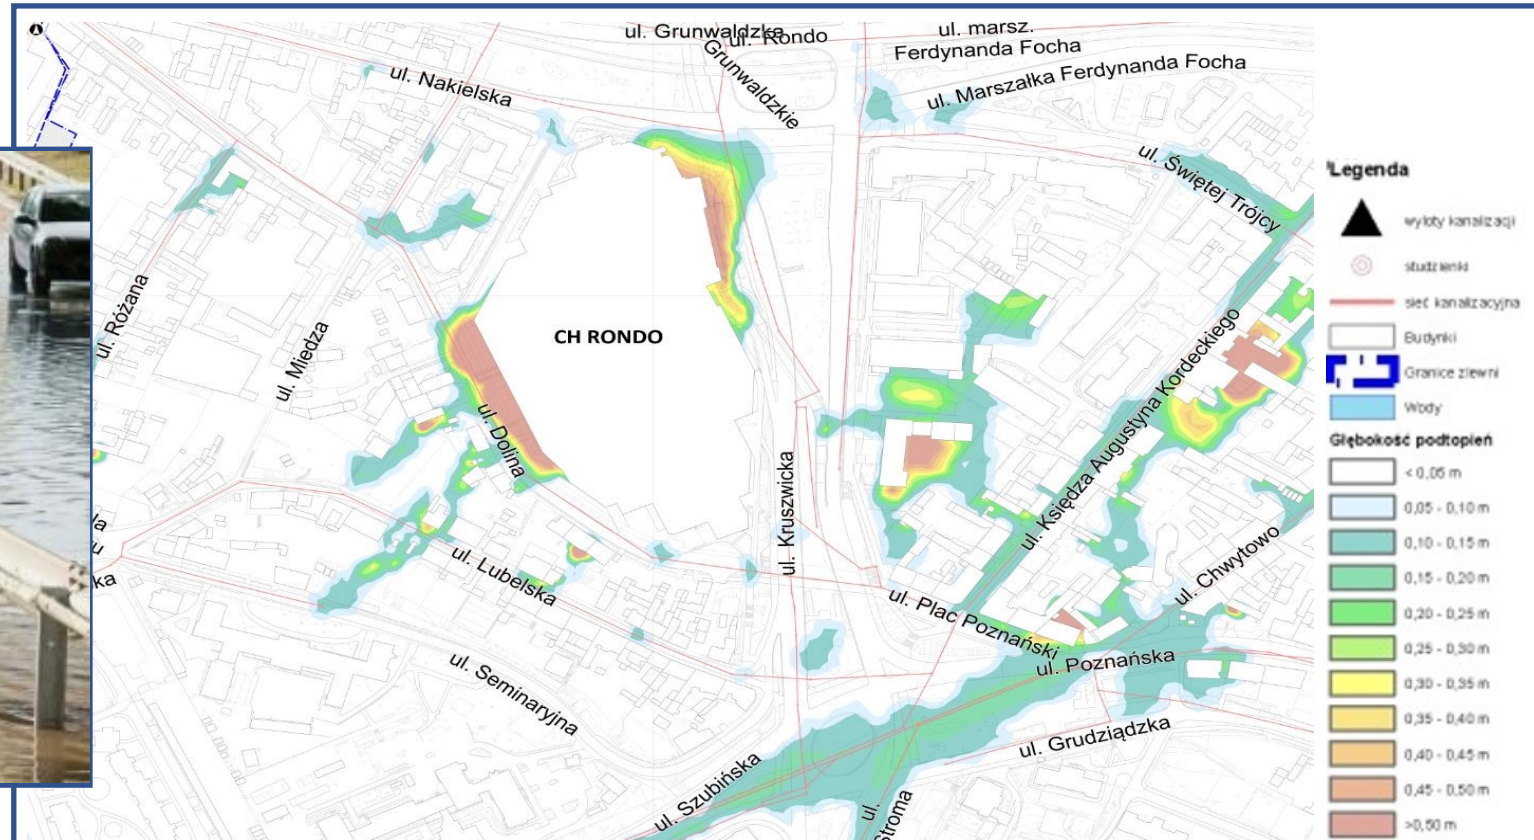 ul. Grunwaldzka
ul. Rondo
Grunwaldzkie
ul. marsz.
Ferdynanda Focha
ul. Marszałka Ferdynanda Focha
ul. Nakielska
ul. Świętej Trójcy
ul. Różana
ul. Miedza
CH RONDO
ul. Dolina
ul. Księdza Augustyna Kordeckiego
ul. Kruszwicka
ul. Chwytowo
la
u
ka
ul. Lubelska
ul. Plac Poznański
ul. Poznańska
ul. Seminaryjna
ul. Grudziądzka
ul. Szubińska
ul.
Stroma
Legenda
wyloty kanalizacji
studzienki
sieć kanalizacyjna
Budynki
Granice zlewni
Wody
Głębokość podtopień
< 0,05 m
0,05 - 0,10 m
0,10 - 0,15 m
0,15 - 0,20 m
0,20 - 0,25 m
0,25 - 0,30 m
0,30 - 0,35 m
0,35 - 0,40 m
0,40 - 0,45 m
0,45 - 0,50 m
>0,50 m